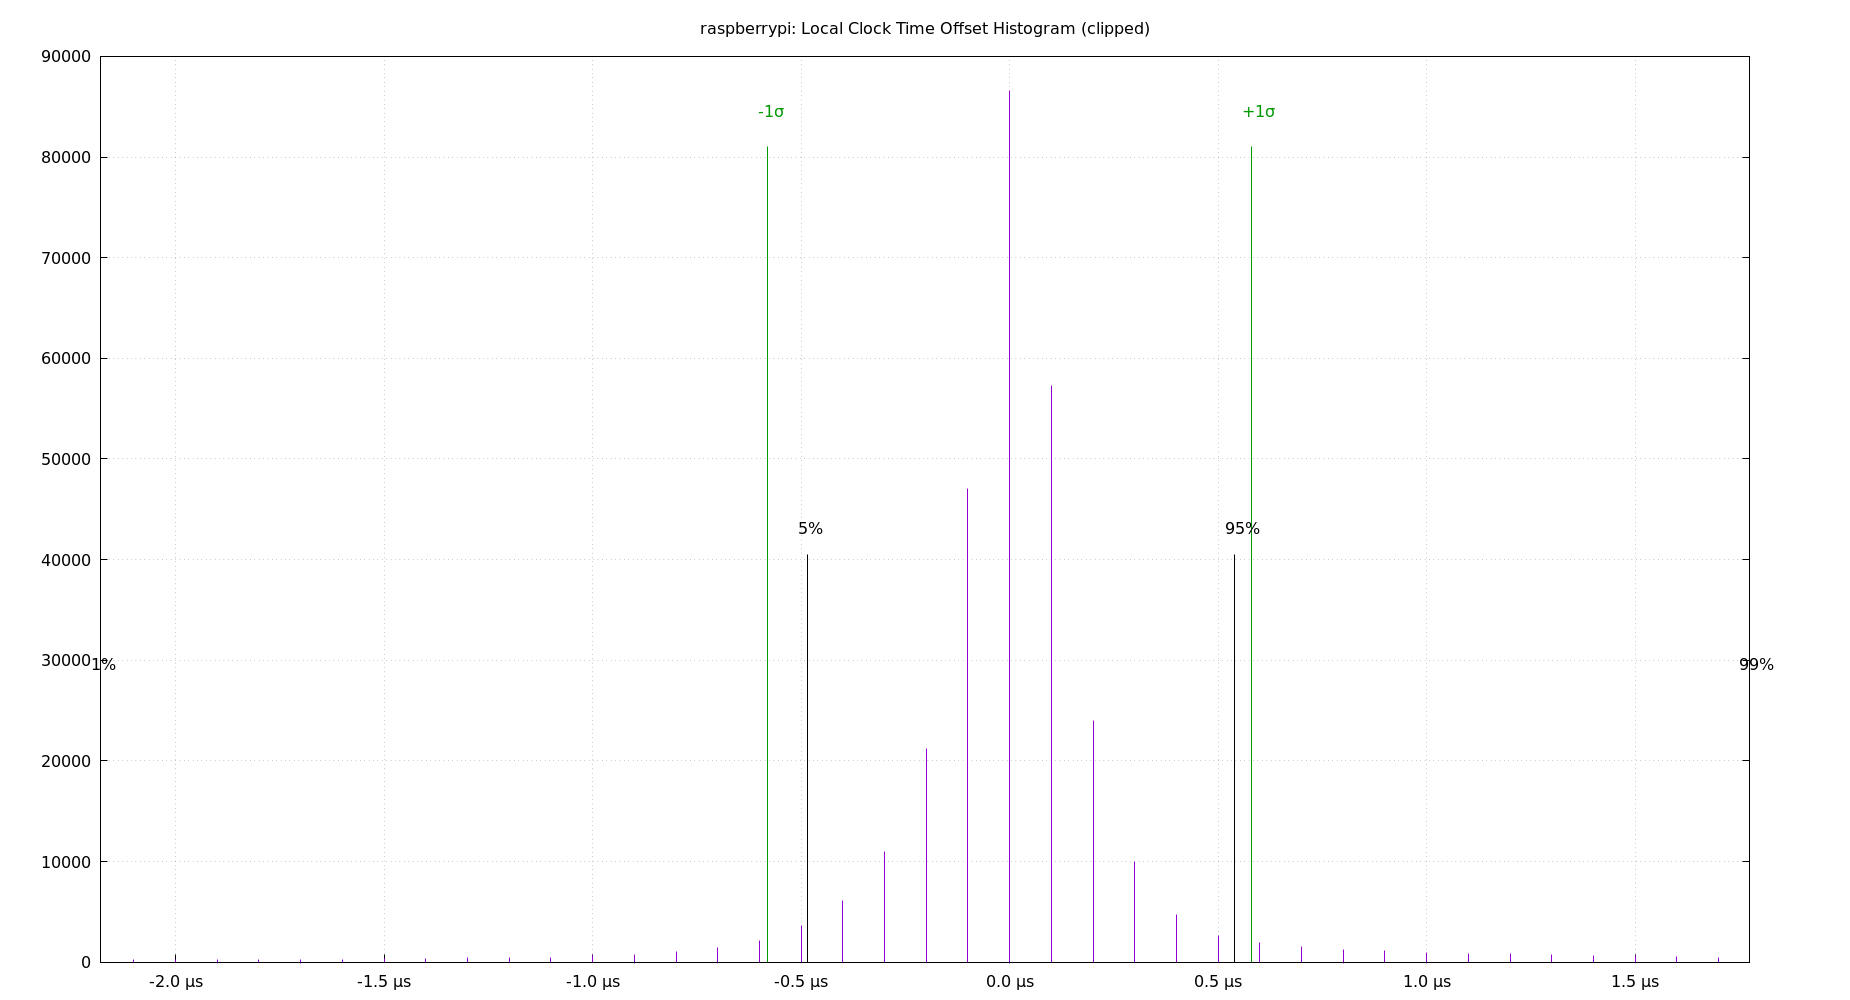 raspberrypi: Local Clock Time Offset Histogram (clipped)
90000
-1σ
+1σ
80000
70000
60000
50000
5%
95%
40000
30000
1%
99%
20000
10000
0
-2.0 µs
-1.5 µs
-1.0 µs
-0.5 µs
0.0 µs
0.5 µs
1.0 µs
1.5 µs